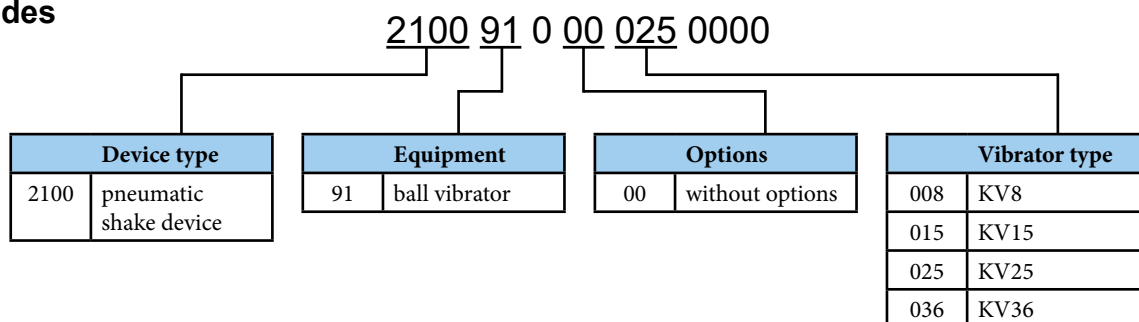 des
2100 91 0 00 025 0000
Device type
2100 pneumatic
shake device
Equipment
91 ball vibrator
Options
00 without options
Vibrator type
008 KV8
015 KV15
025 KV25
036 KV36